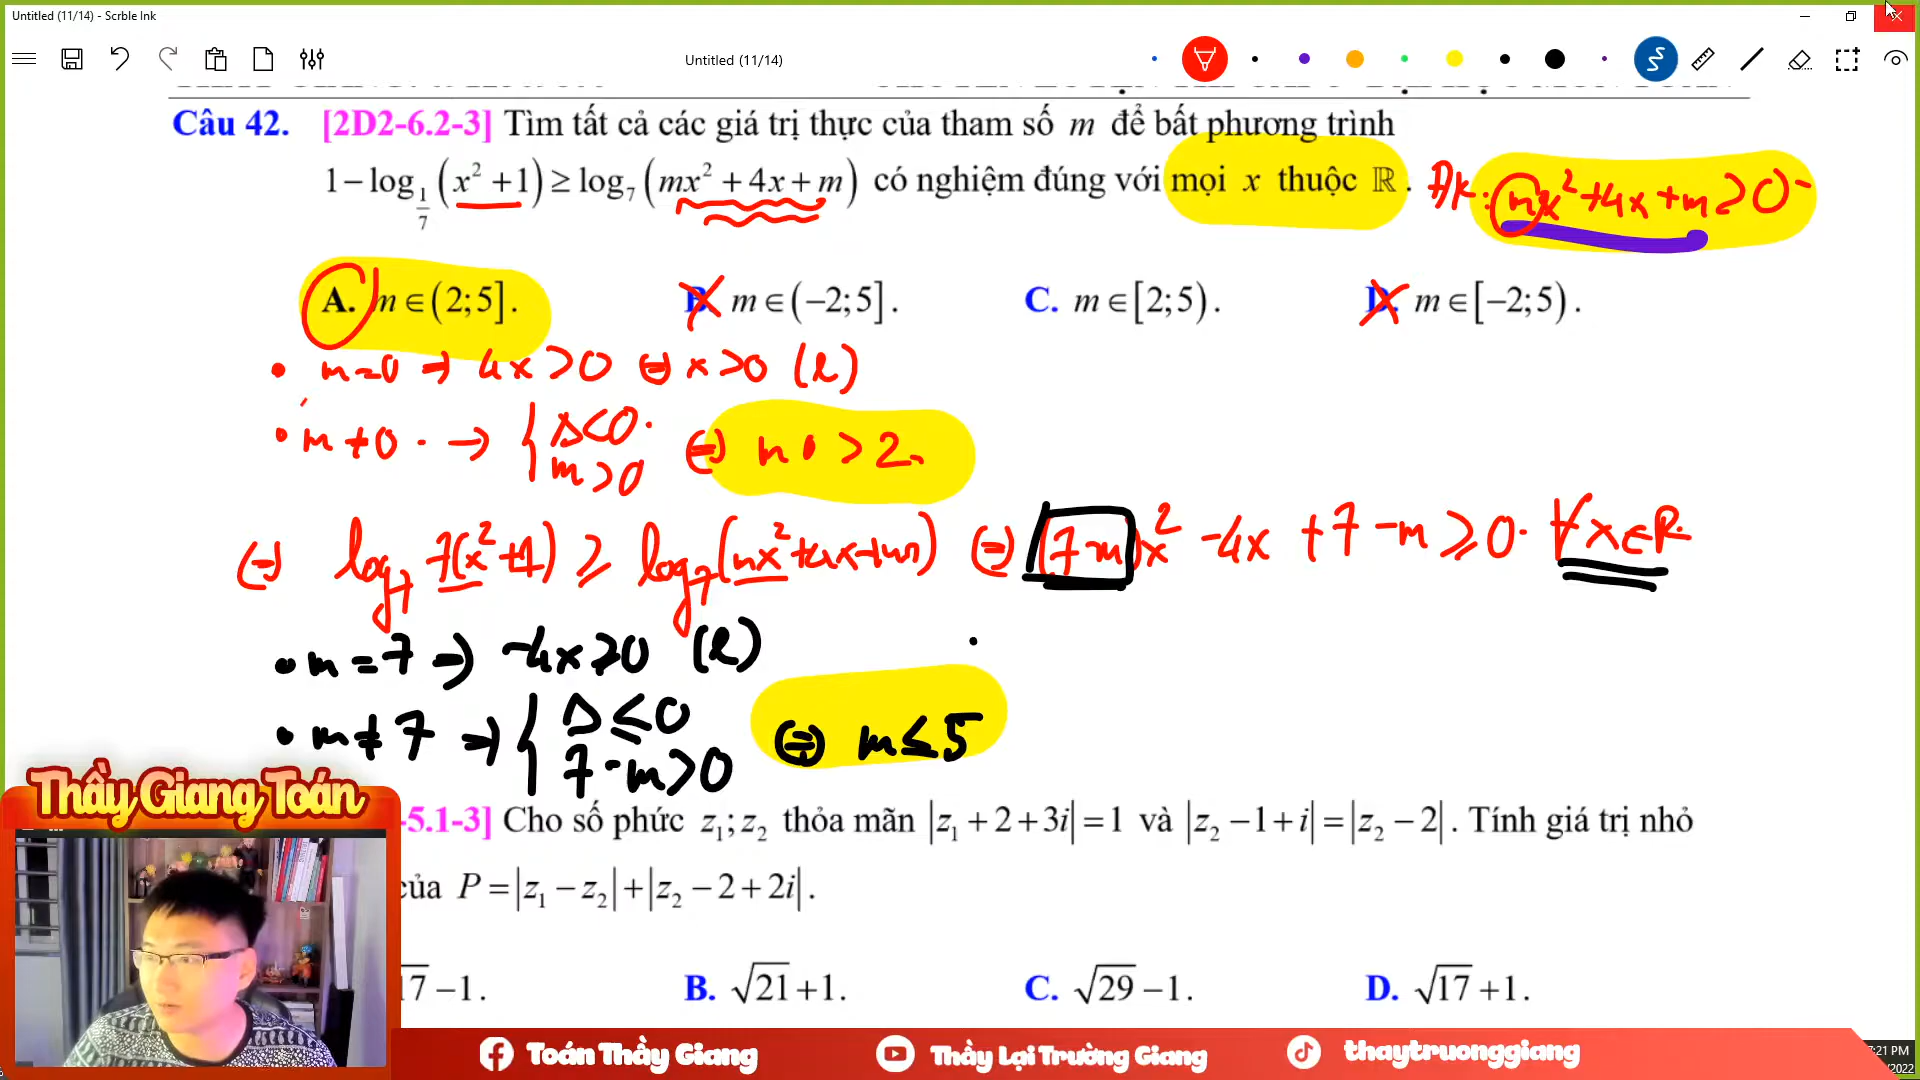 Untitled (11/14) - Scrble Ink
Untitled (11/14)
Câu 42. [2D2-6.2-3] Tìm tất cả các giá trị thực của tham số m để bất phương trình
1 − log_{1/7} (x² + 1) ≥ log₇ (mx² + 4x + m) có nghiệm đúng với mọi x thuộc ℝ.
ĐK: mx² + 4x + m > 0
A. m ∈ (2;5]. B. m ∈ (−2;5]. C. m ∈ [2;5). D. m ∈ [−2;5).
• m = 0 → 4x > 0 ⇔ x > 0 (L)
• m ≠ 0 → { Δ < 0 ⇔ m > 2
m > 0
⇔ log₇ 7(x² + 1) ≥ log₇ (mx² + 4x + m) ⇔ (7 − m)x² − 4x + 7 − m ≥ 0 ∀x ∈ R
• m = 7 → −4x ≥ 0 (L)
• m ≠ 7 → { Δ ≤ 0 ⇔ m ≤ 5
7 − m > 0
-5.1-3] Cho số phức z₁; z₂ thỏa mãn |z₁ + 2 + 3i| = 1 và |z₂ − 1 + i| = |z₂ − 2|. Tính giá trị nhỏ
của P = |z₁ − z₂| + |z₂ − 2 + 2i|.
17 − 1. B. √21 + 1. C. √29 − 1. D. √17 + 1.
Thầy Giang Toán
Toán Thầy Giang
Thầy Lại Trường Giang
thaytruonggiang
7:21 PM
/2022